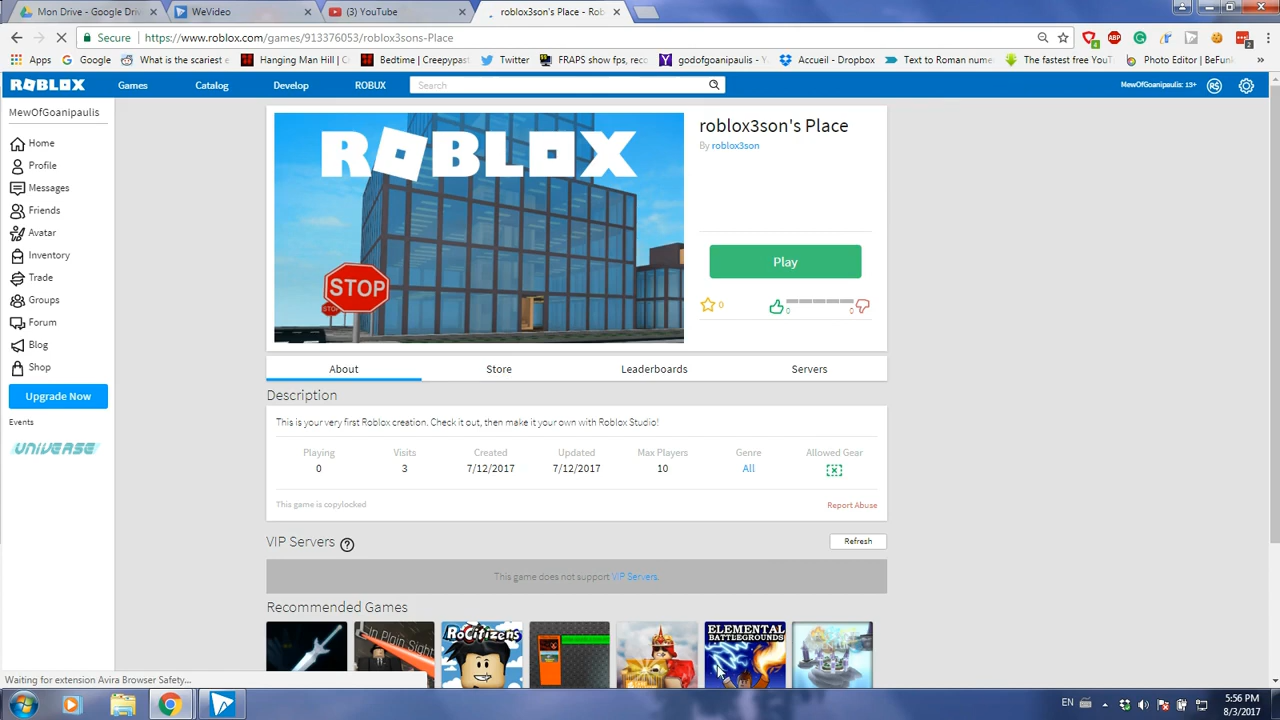 Mon Drive - Google Driv
WeVideo
(3) YouTube
roblox3son's Place - Rob
Secure
https://www.roblox.com/games/913376053/roblox3sons-Place
Apps
Google
What is the scariest e
Hanging Man Hill | C
Bedtime | Creepypast
Twitter
FRAPS show fps, reco
godofgoanipaulis - Y
Accueil - Dropbox
Text to Roman nume
The fastest free YouT
Photo Editor | BeFunk
ROBLOX
Games
Catalog
Develop
ROBUX
Search
MewOfGoanipaulis: 13+
MewOfGoanipaulis
Home
Profile
Messages
Friends
Avatar
Inventory
Trade
Groups
Forum
Blog
Shop
Upgrade Now
Events
UNIVERSE
ROBLOX
STOP
STOP
roblox3son's Place
By roblox3son
Play
0
0
0
About
Store
Leaderboards
Servers
Description
This is your very first Roblox creation. Check it out, then make it your own with Roblox Studio!
Playing
Visits
Created
Updated
Max Players
Genre
Allowed Gear
0
3
7/12/2017
7/12/2017
10
All
This game is copylocked
Report Abuse
VIP Servers
Refresh
This game does not support VIP Servers.
Recommended Games
In Plain Sight
RoCitizens
ELEMENTAL
BATTLEGROUNDS
Waiting for extension Avira Browser Safety...
EN
5:56 PM
8/3/2017